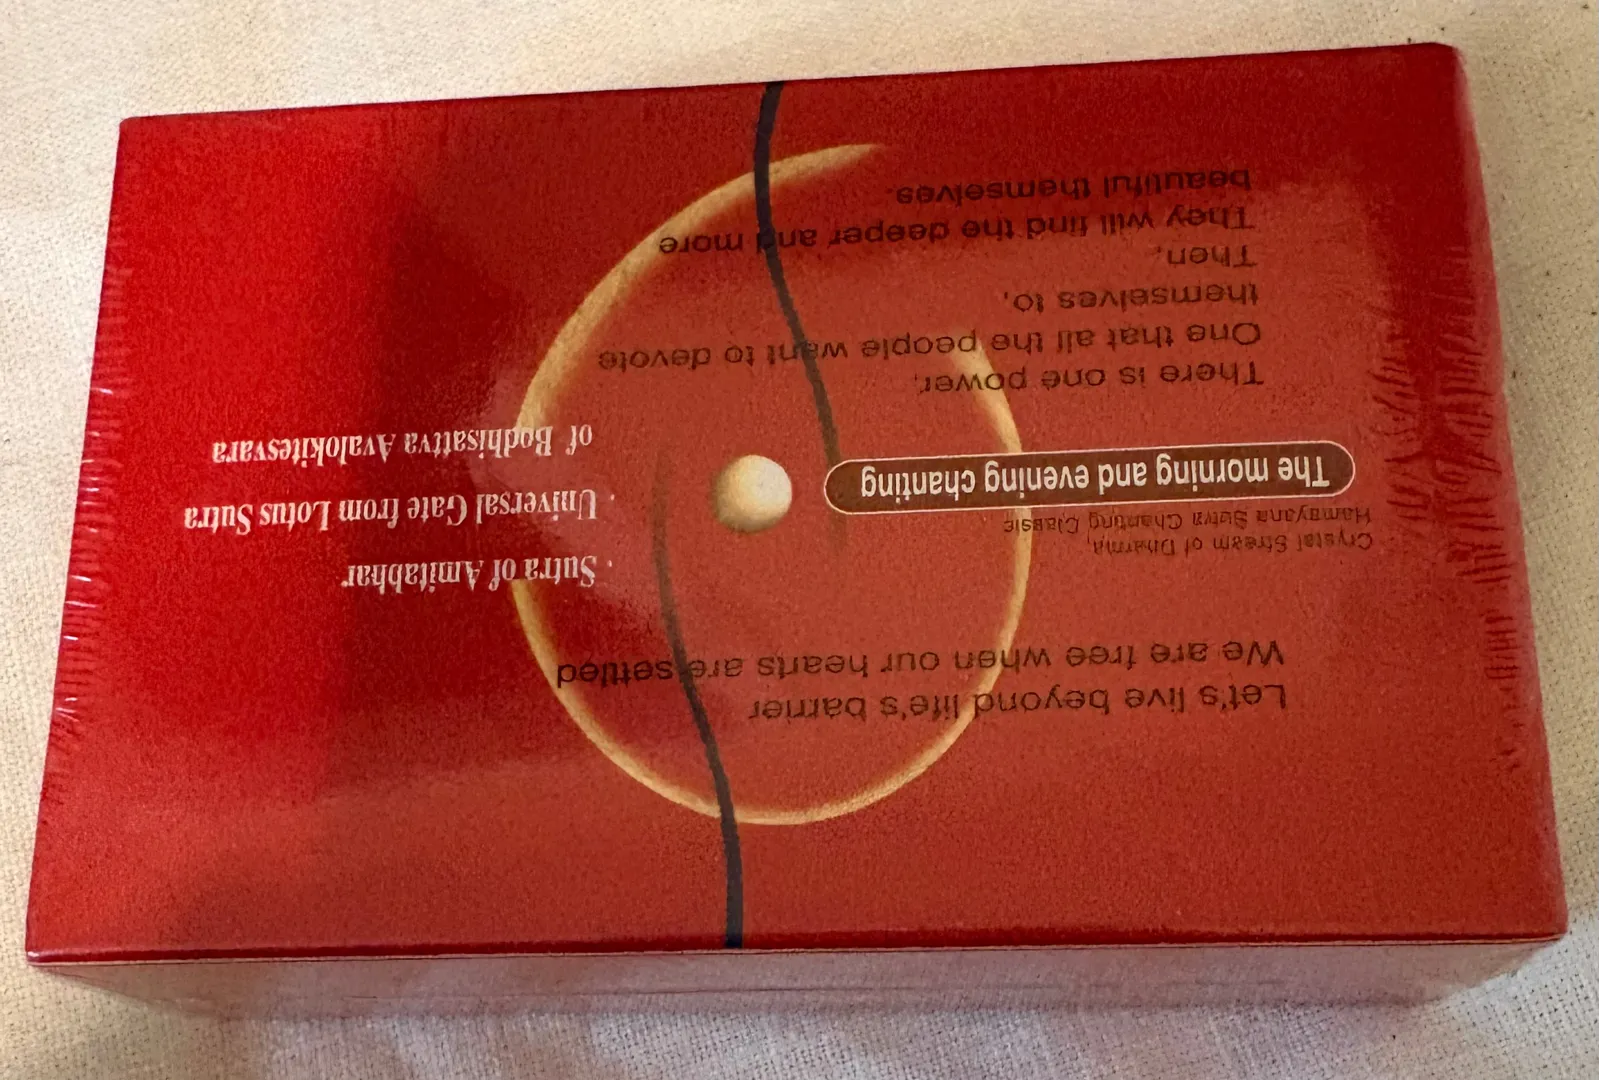 Let's live beyond life's barrier
We are free when our hearts are settled
Crystal Stream of Dharma,
Hamayana Sutra Chanting Classic
The morning and evening chanting
There is one power,
One that all the people want to devote
themselves to,
Then,
They will find the deeper and more
beautiful themselves.
· Sutra of Amitabhar
· Universal Gate from Lotus Sutra
of Bodhisattva Avalokitesvara